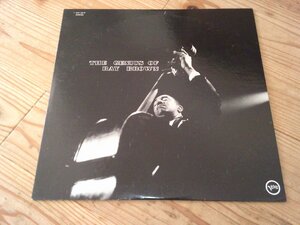 THE GENIUS OF
RAY BROWN
Verve